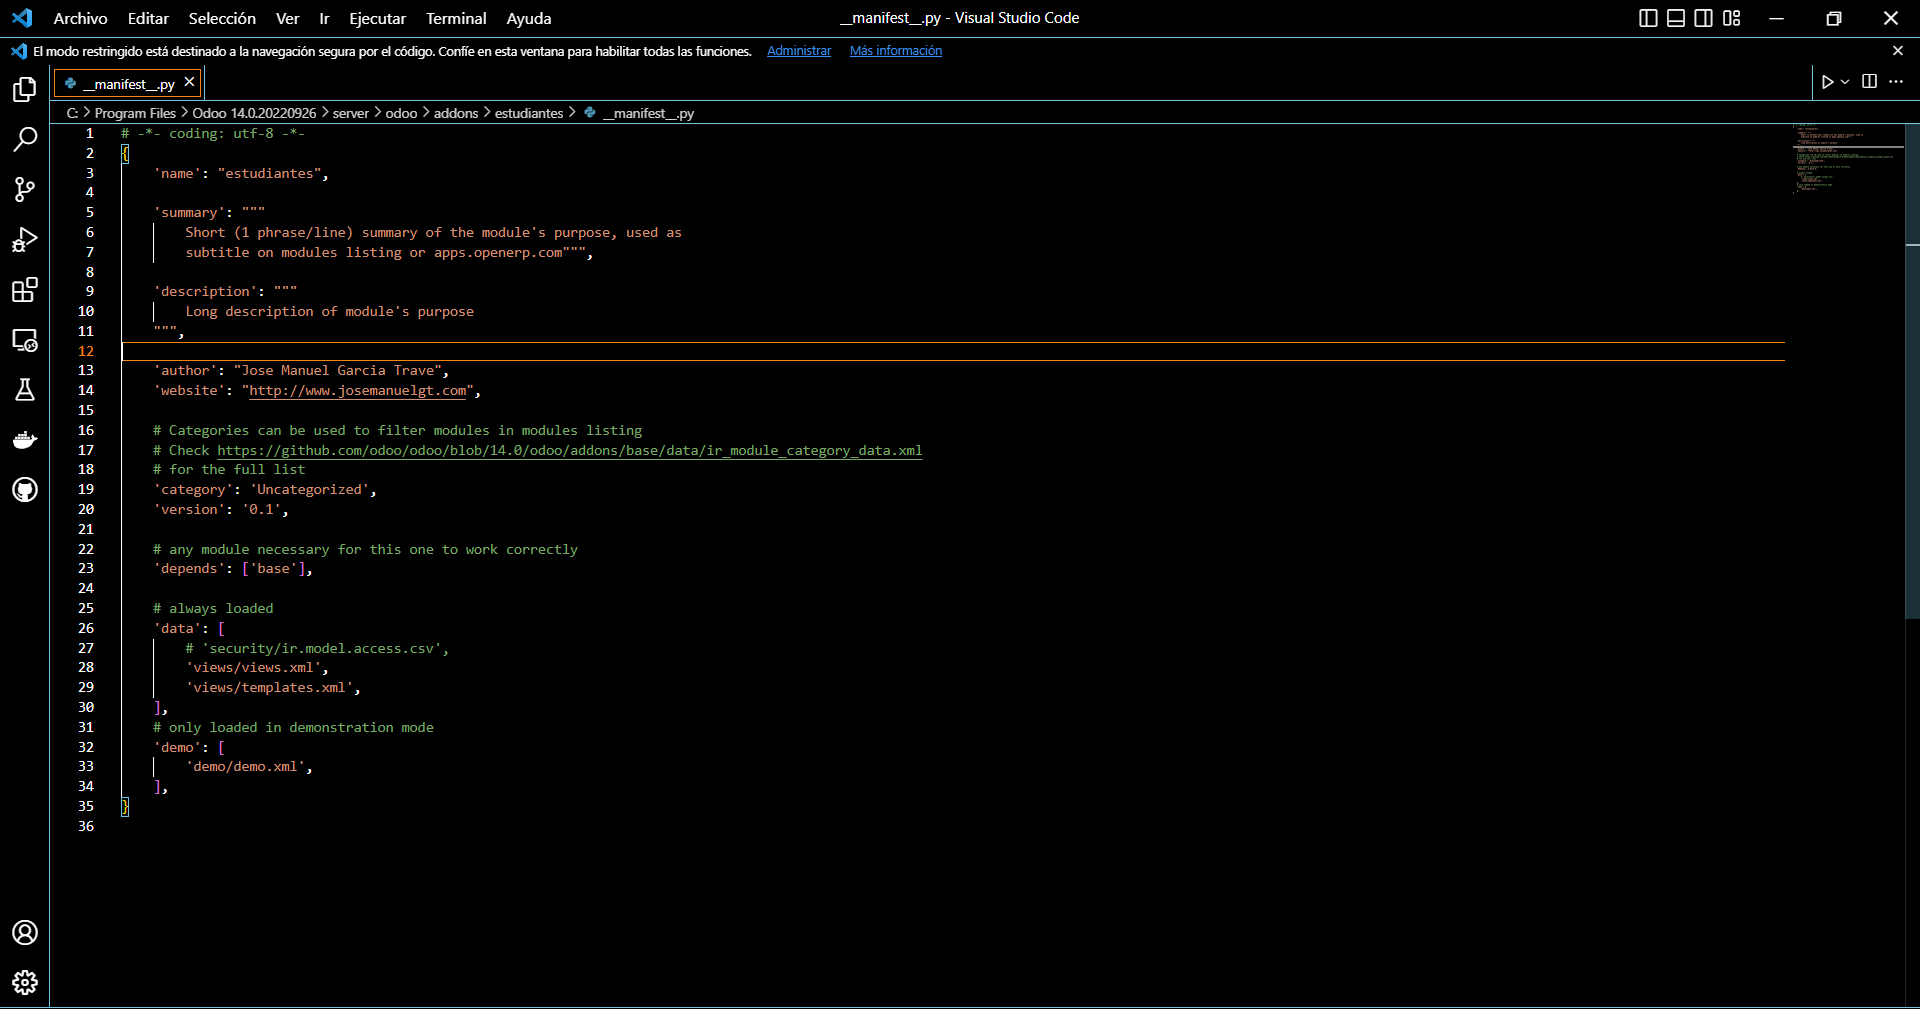 Archivo Editar Selección Ver Ir Ejecutar Terminal Ayuda __manifest__.py - Visual Studio Code
El modo restringido está destinado a la navegación segura por el código. Confíe en esta ventana para habilitar todas las funciones. Administrar Más información
__manifest__.py
C: > Program Files > Odoo 14.0.20220926 > server > odoo > addons > estudiantes > __manifest__.py
1 # -*- coding: utf-8 -*-
2 {
3 'name': "estudiantes",
4
5 'summary': """
6 Short (1 phrase/line) summary of the module's purpose, used as
7 subtitle on modules listing or apps.openerp.com""",
8
9 'description': """
10 Long description of module's purpose
11 """,
12
13 'author': "Jose Manuel Garcia Trave",
14 'website': "http://www.josemanuelgt.com",
15
16 # Categories can be used to filter modules in modules listing
17 # Check https://github.com/odoo/odoo/blob/14.0/odoo/addons/base/data/ir_module_category_data.xml
18 # for the full list
19 'category': 'Uncategorized',
20 'version': '0.1',
21
22 # any module necessary for this one to work correctly
23 'depends': ['base'],
24
25 # always loaded
26 'data': [
27 # 'security/ir.model.access.csv',
28 'views/views.xml',
29 'views/templates.xml',
30 ],
31 # only loaded in demonstration mode
32 'demo': [
33 'demo/demo.xml',
34 ],
35 }
36